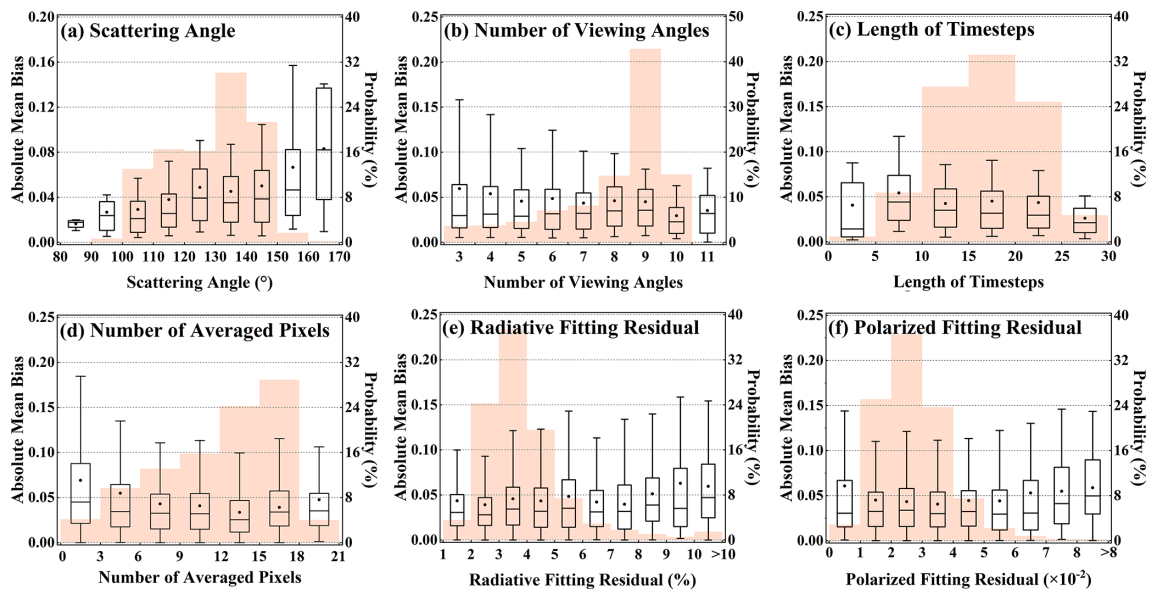 (a) Scattering Angle
Absolute Mean Bias
0.20
0.16
0.12
0.08
0.04
0.00
40
32
24
16
8
0
Probability (%)
80 90 100 110 120 130 140 150 160 170
Scattering Angle (°)
(b) Number of Viewing Angles
Absolute Mean Bias
0.25
0.20
0.15
0.10
0.05
0.00
50
40
30
20
10
0
Probability (%)
3 4 5 6 7 8 9 10 11
Number of Viewing Angles
(c) Length of Timesteps
Absolute Mean Bias
0.25
0.20
0.15
0.10
0.05
0.00
40
32
24
16
8
0
Probability (%)
0 5 10 15 20 25 30
Length of Timesteps
(d) Number of Averaged Pixels
Absolute Mean Bias
0.25
0.20
0.15
0.10
0.05
0.00
40
32
24
16
8
0
Probability (%)
0 3 6 9 12 15 18 21
Number of Averaged Pixels
(e) Radiative Fitting Residual
Absolute Mean Bias
0.25
0.20
0.15
0.10
0.05
0.00
40
32
24
16
8
0
Probability (%)
1 2 3 4 5 6 7 8 9 10 >10
Radiative Fitting Residual (%)
(f) Polarized Fitting Residual
Absolute Mean Bias
0.25
0.20
0.15
0.10
0.05
0.00
40
32
24
16
8
0
Probability (%)
0 1 2 3 4 5 6 7 8 >8
Polarized Fitting Residual (×10⁻²)